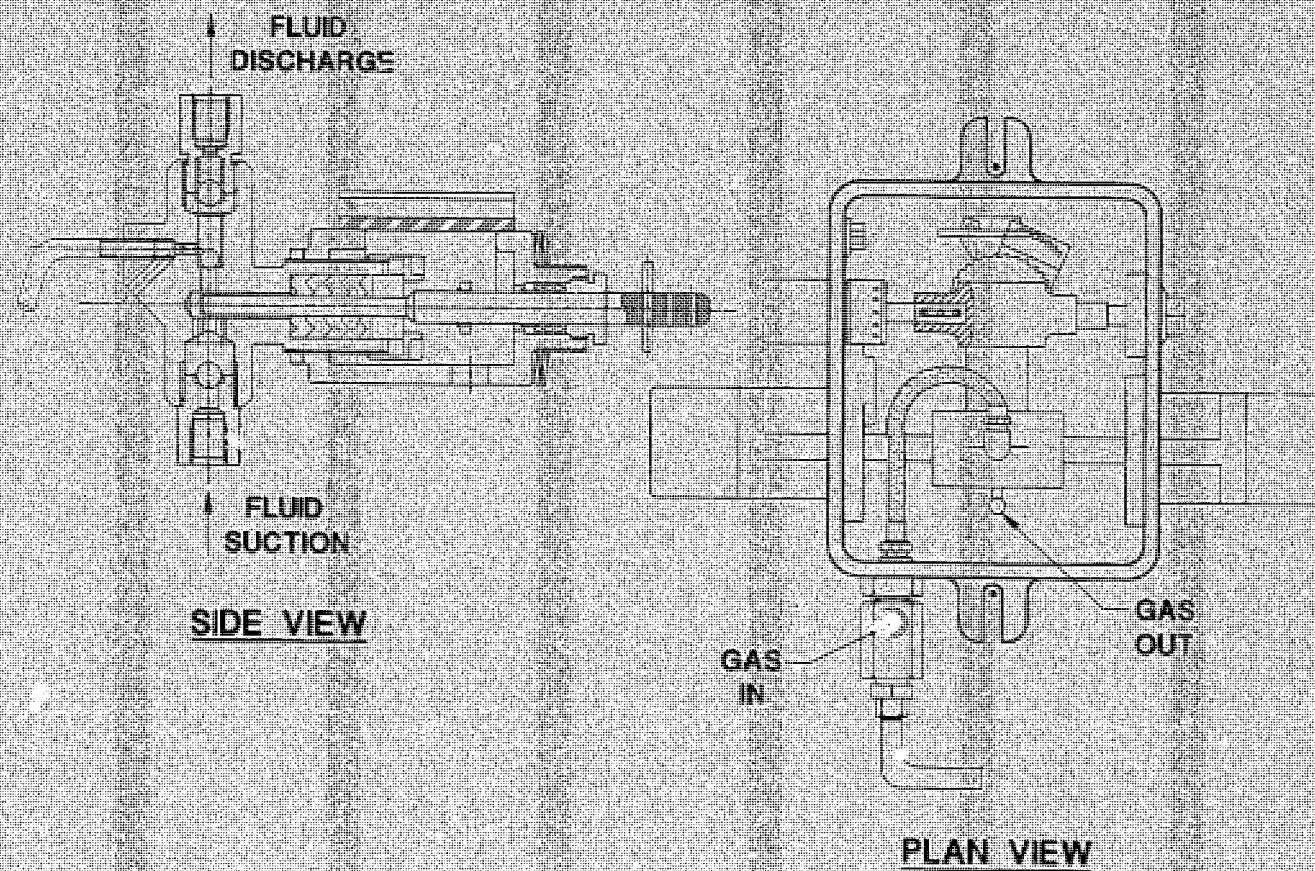 FLUID
DISCHARGE
FLUID
SUCTION
SIDE VIEW
GAS
IN
GAS
OUT
PLAN VIEW